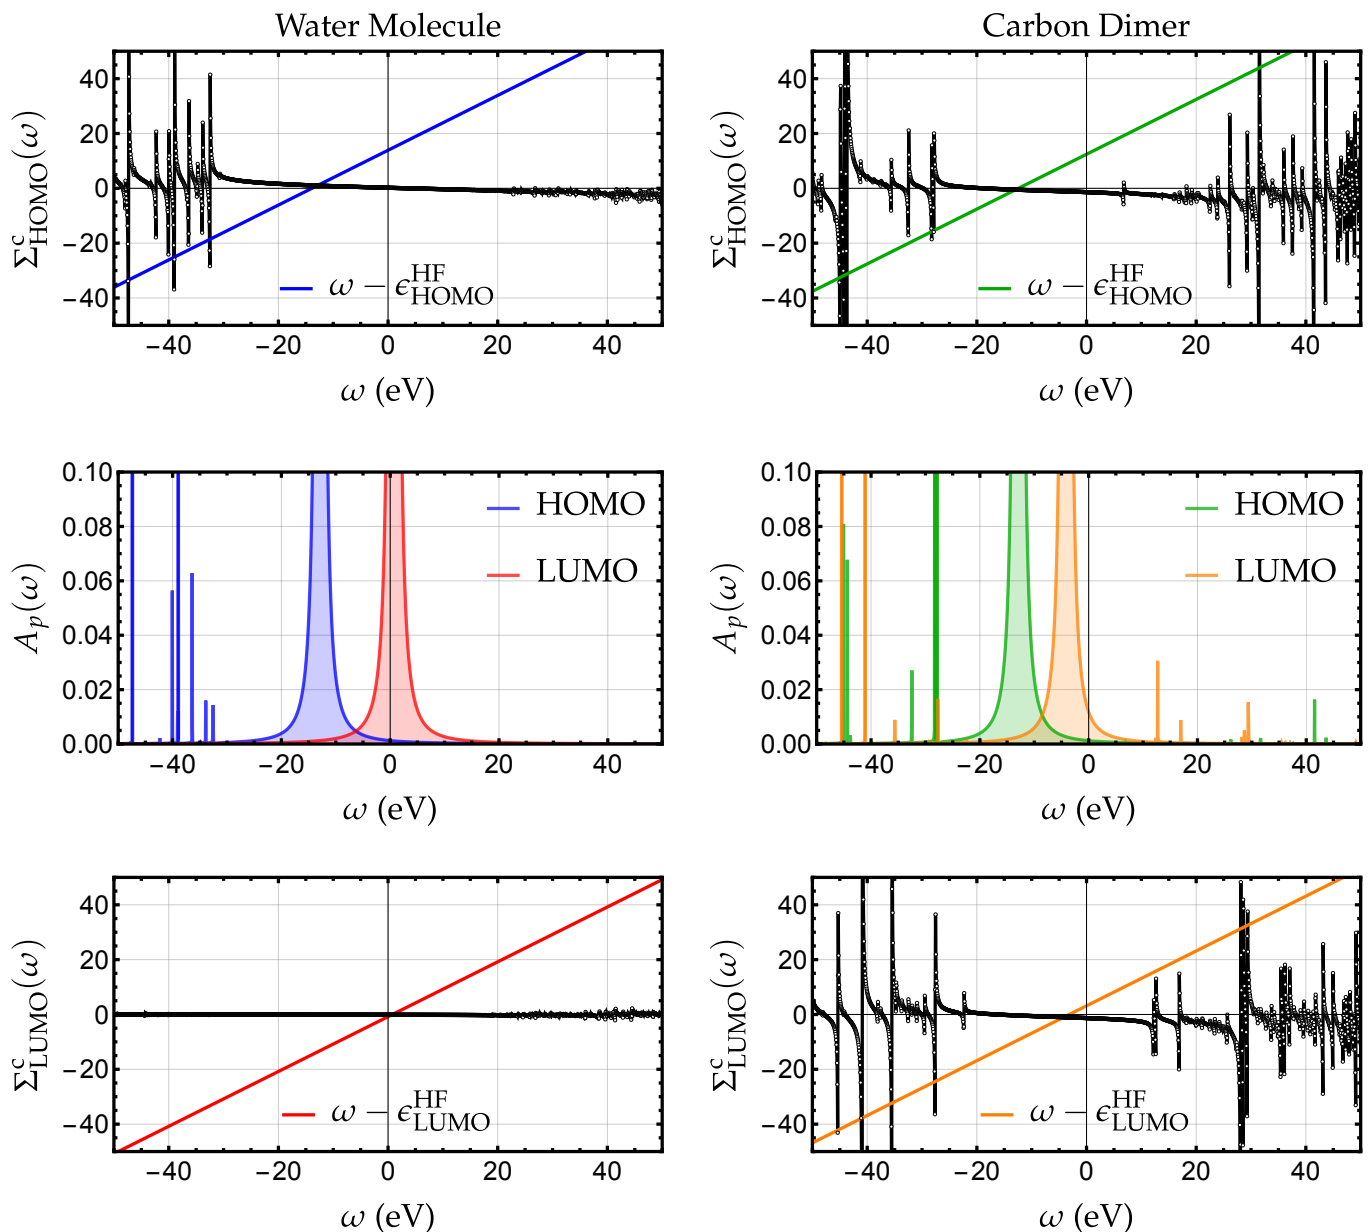 Water Molecule
Carbon Dimer
Σ^c_HOMO(ω)
40
20
0
−20
−40
ω − ϵ^HF_HOMO
−40 −20 0 20 40
ω (eV)
Σ^c_HOMO(ω)
40
20
0
−20
−40
ω − ϵ^HF_HOMO
−40 −20 0 20 40
ω (eV)
A_p(ω)
0.10
0.08
0.06
0.04
0.02
0.00
HOMO
LUMO
−40 −20 0 20 40
ω (eV)
A_p(ω)
0.10
0.08
0.06
0.04
0.02
0.00
HOMO
LUMO
−40 −20 0 20 40
ω (eV)
Σ^c_LUMO(ω)
40
20
0
−20
−40
ω − ϵ^HF_LUMO
−40 −20 0 20 40
ω (eV)
Σ^c_LUMO(ω)
40
20
0
−20
−40
ω − ϵ^HF_LUMO
−40 −20 0 20 40
ω (eV)